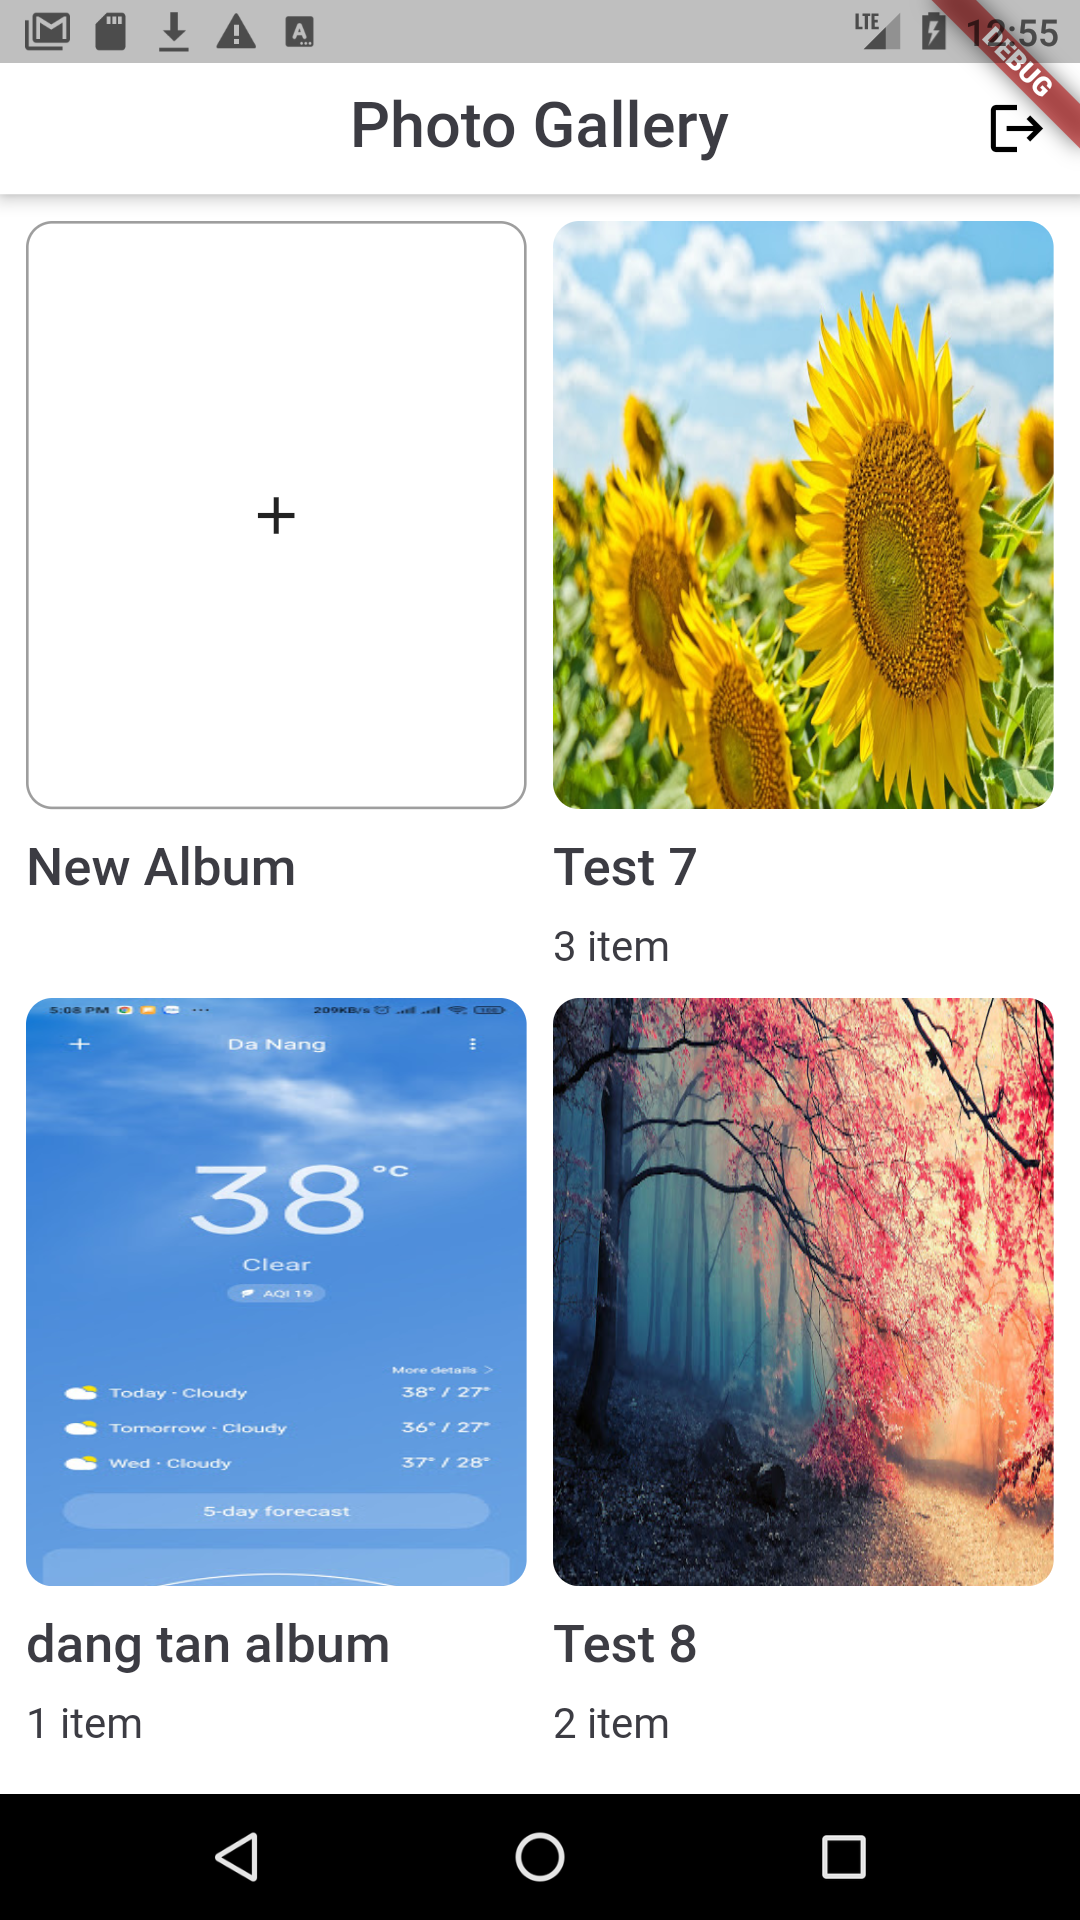 LTE 12:55
DEBUG
Photo Gallery
New Album
Test 7
3 item
5:08 PM ... 209KB/s
Da Nang
38°C
Clear
AQI 19
More details >
Today · Cloudy 38° / 27°
Tomorrow · Cloudy 36° / 27°
Wed · Cloudy 37° / 28°
5-day forecast
dang tan album
1 item
Test 8
2 item